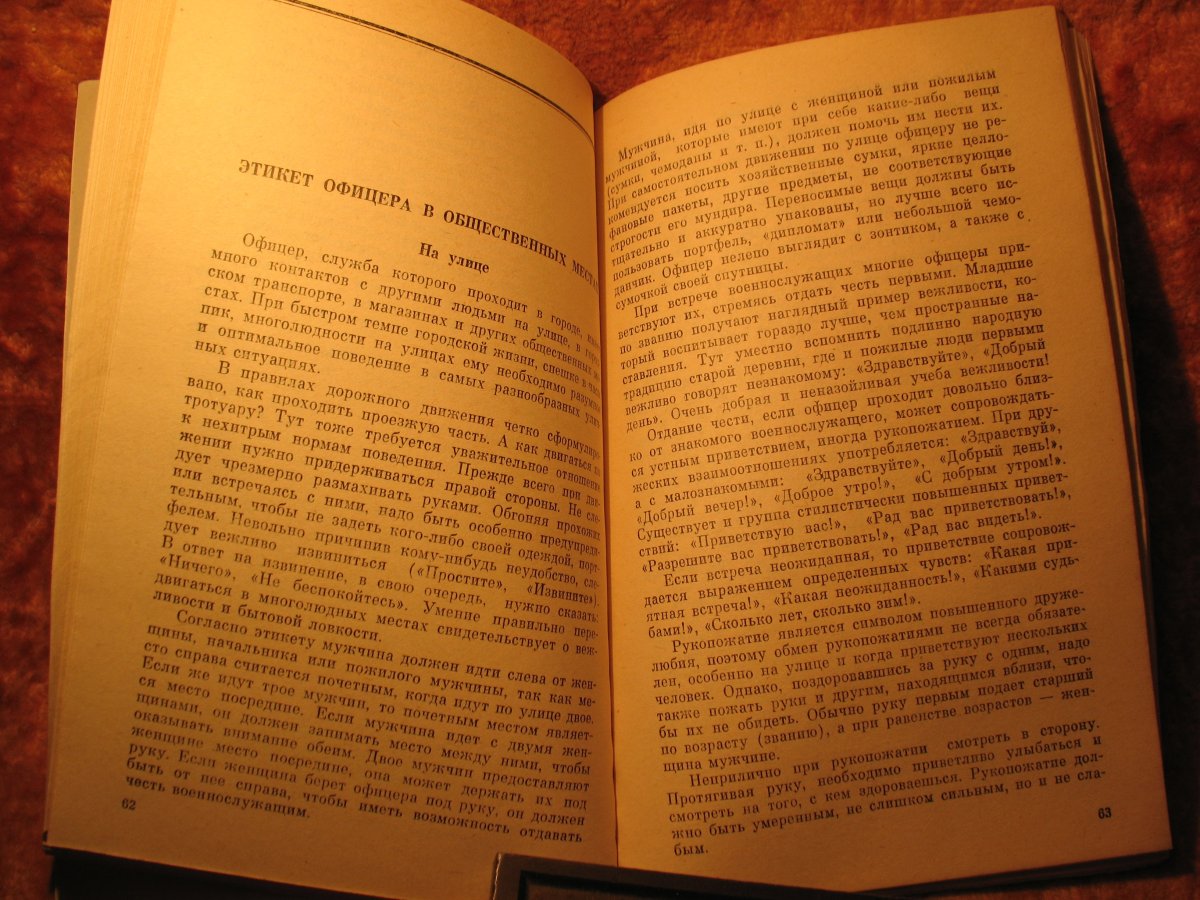 ЭТИКЕТ ОФИЦЕРА В ОБЩЕСТВЕННЫХ
На улице
Офицер, служба которого проходит в городе,
много контактов с другими людьми на улице, в
ском транспорте, в магазинах и других общественных
стах. При быстром темпе городской жизни, спешке в
пик, многолюдности на улицах ему необходимо
и оптимальное поведение в самых разнообразных
ных ситуациях.
В правилах дорожного движения четко
вано, как проходить проезжую часть. А как двигаться
тротуару? Тут тоже требуется уважительное отношение
к нехитрым нормам поведения. Прежде всего при дви-
жении нужно придерживаться правой стороны. Не сле-
дует чрезмерно размахивать руками. Обгоняя прохожих
или встречаясь с ними, надо быть особенно предупреди-
тельным, чтобы не задеть кого-либо своей одеждой, порт-
фелем. Невольно причинив кому-нибудь неудобство, сле-
дует вежливо извиниться («Простите», «Извините»).
В ответ на извинение, в свою очередь, нужно сказать:
«Ничего», «Не беспокойтесь». Умение правильно пере-
двигаться в многолюдных местах свидетельствует о веж-
ливости и бытовой ловкости.
Согласно этикету мужчина должен идти слева от жен-
щины, начальника или пожилого мужчины, так как ме-
сто справа считается почетным, когда идут по улице двое.
Если же идут трое мужчин, то почетным местом являет-
ся место посредине. Если мужчина идет с двумя жен-
щинами, он должен занимать место между ними, чтобы
оказывать внимание обеим. Двое мужчин предоставляют
женщине место посредине, она может держать их под
руку. Если женщина берет офицера под руку, он должен
быть от нее справа, чтобы иметь возможность отдавать
честь военнослужащим.
62
Мужчина, идя по улице с женщиной или пожилым
мужчиной, которые имеют при себе какие-либо вещи
(сумки, чемоданы и т. п.), должен помочь им нести их.
При самостоятельном движении по улице офицеру не ре-
комендуется носить хозяйственные сумки, яркие целло-
фановые пакеты, другие предметы, не соответствующие
строгости его мундира. Переносимые вещи должны быть
тщательно и аккуратно упакованы, но лучше всего ис-
пользовать портфель, «дипломат» или небольшой чемо-
данчик. Офицер нелепо выглядит с зонтиком, а также с
сумочкой своей спутницы.
При встрече военнослужащих многие офицеры при-
ветствуют их, стремясь отдать честь первыми. Младшие
по званию получают наглядный пример вежливости, ко-
торый воспитывает гораздо лучше, чем пространные на-
ставления. Тут уместно вспомнить подлинно народную
традицию старой деревни, где и пожилые люди первыми
вежливо говорят незнакомому: «Здравствуйте», «Добрый
день». Очень добрая и неназойливая учеба вежливости!
Отдание чести, если офицер проходит довольно близ-
ко от знакомого военнослужащего, может сопровождать-
ся устным приветствием, иногда рукопожатием. При дру-
жеских взаимоотношениях употребляется: «Здравствуй»,
а с малознакомыми: «Здравствуйте», «Добрый день!»,
«Добрый вечер!», «Доброе утро!», «С добрым утром!».
Существует и группа стилистически повышенных привет-
ствий: «Приветствую вас!», «Рад вас приветствовать!»,
«Разрешите вас приветствовать!», «Рад вас видеть!».
Если встреча неожиданная, то приветствие сопровож-
дается выражением определенных чувств: «Какая при-
ятная встреча!», «Какая неожиданность!», «Какими судь-
бами!», «Сколько лет, сколько зим!».
Рукопожатие является символом повышенного друже-
любия, поэтому обмен рукопожатиями не всегда обязате-
лен, особенно на улице и когда приветствуют нескольких
человек. Однако, поздоровавшись за руку с одним, надо
также пожать руки и другим, находящимся вблизи, что-
бы их не обидеть. Обычно руку первым подает старший
по возрасту (званию), а при равенстве возрастов — жен-
щина мужчине.
Неприлично при рукопожатии смотреть в сторону.
Протягивая руку, необходимо приветливо улыбаться и
смотреть на того, с кем здороваешься. Рукопожатие дол-
жно быть умеренным, не слишком сильным, но и не сла-
бым.
63